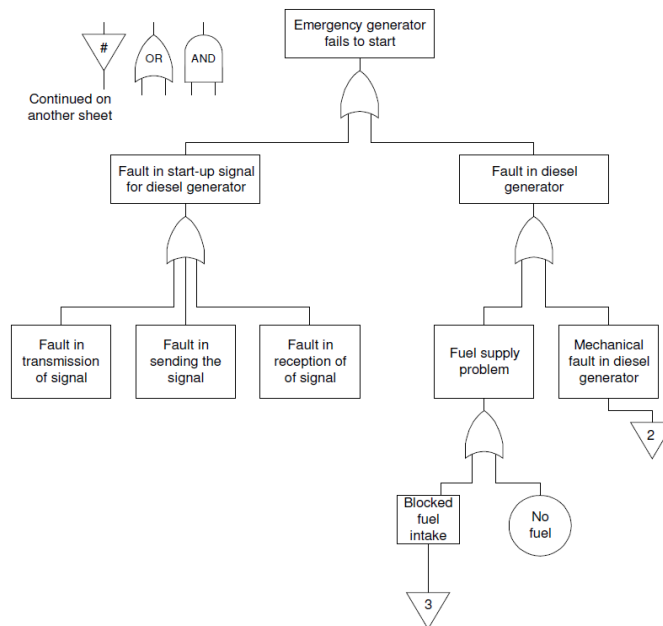 Emergency generator
fails to start
#
OR
AND
Continued on
another sheet
Fault in start-up signal
for diesel generator
Fault in diesel
generator
Fault in
transmission
of signal
Fault in
sending the
signal
Fault in
reception of
of signal
Fuel supply
problem
Mechanical
fault in diesel
generator
2
Blocked
fuel
intake
No
fuel
3